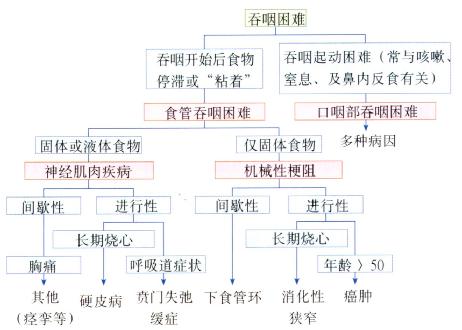 吞咽困难
吞咽开始后食物
停滞或“粘着”
吞咽起动困难（常与咳嗽、
窒息、及鼻内反食有关）
食管吞咽困难
口咽部吞咽困难
多种病因
固体或液体食物
仅固体食物
神经肌肉疾病
机械性梗阻
间歇性
进行性
间歇性
进行性
长期烧心
长期烧心
胸痛
呼吸道症状
年龄〉50
其他
(痉挛等)
硬皮病
贲门失弛
缓症
下食管环
消化性
狭窄
癌肿